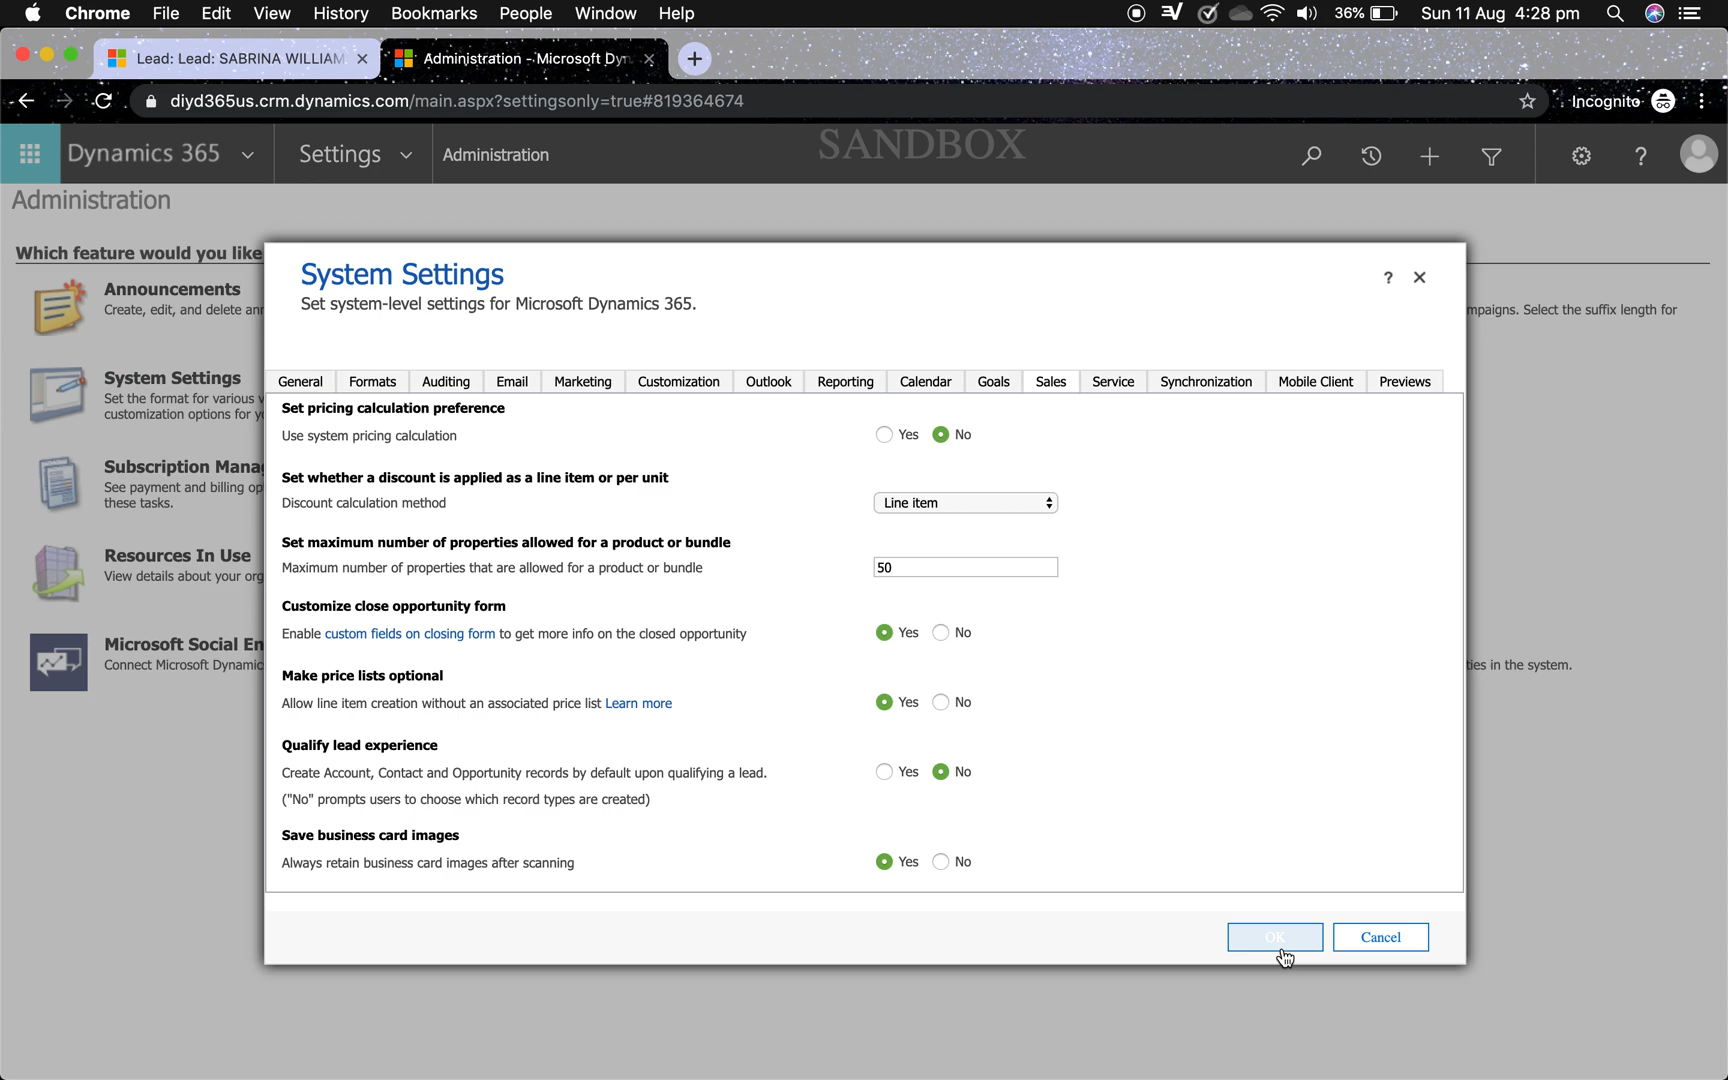 Chrome File Edit View History Bookmarks People Window Help 36% Sun 11 Aug 4:28 pm
Lead: Lead: SABRINA WILLIAM Administration - Microsoft Dyn
diyd365us.crm.dynamics.com/main.aspx?settingsonly=true#819364674 Incognito
Dynamics 365 Settings Administration SANDBOX ?
Administration
Which feature would you like
Announcements
Create, edit, and delete
mpaigns. Select the suffix length for
System Settings
Set the format for various
customization options for
Subscription
See payment and billing
these tasks.
Resources In Use
View details about your
Microsoft Social
Connect Microsoft
ties in the system.
System Settings ?
Set system-level settings for Microsoft Dynamics 365.
General Formats Auditing Email Marketing Customization Outlook Reporting Calendar Goals Sales Service Synchronization Mobile Client Previews
Set pricing calculation preference
Use system pricing calculation Yes No
Set whether a discount is applied as a line item or per unit
Discount calculation method Line item
Set maximum number of properties allowed for a product or bundle
Maximum number of properties that are allowed for a product or bundle 50
Customize close opportunity form
Enable custom fields on closing form to get more info on the closed opportunity Yes No
Make price lists optional
Allow line item creation without an associated price list Learn more Yes No
Qualify lead experience
Create Account, Contact and Opportunity records by default upon qualifying a lead. Yes No
("No" prompts users to choose which record types are created)
Save business card images
Always retain business card images after scanning Yes No
OK Cancel